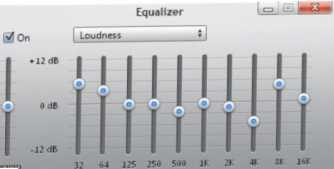 Equalizer
On
Loudness
+12 dB
0 dB
-12 dB
32 64 125 250 500 1K 2K 4K 8K 16K